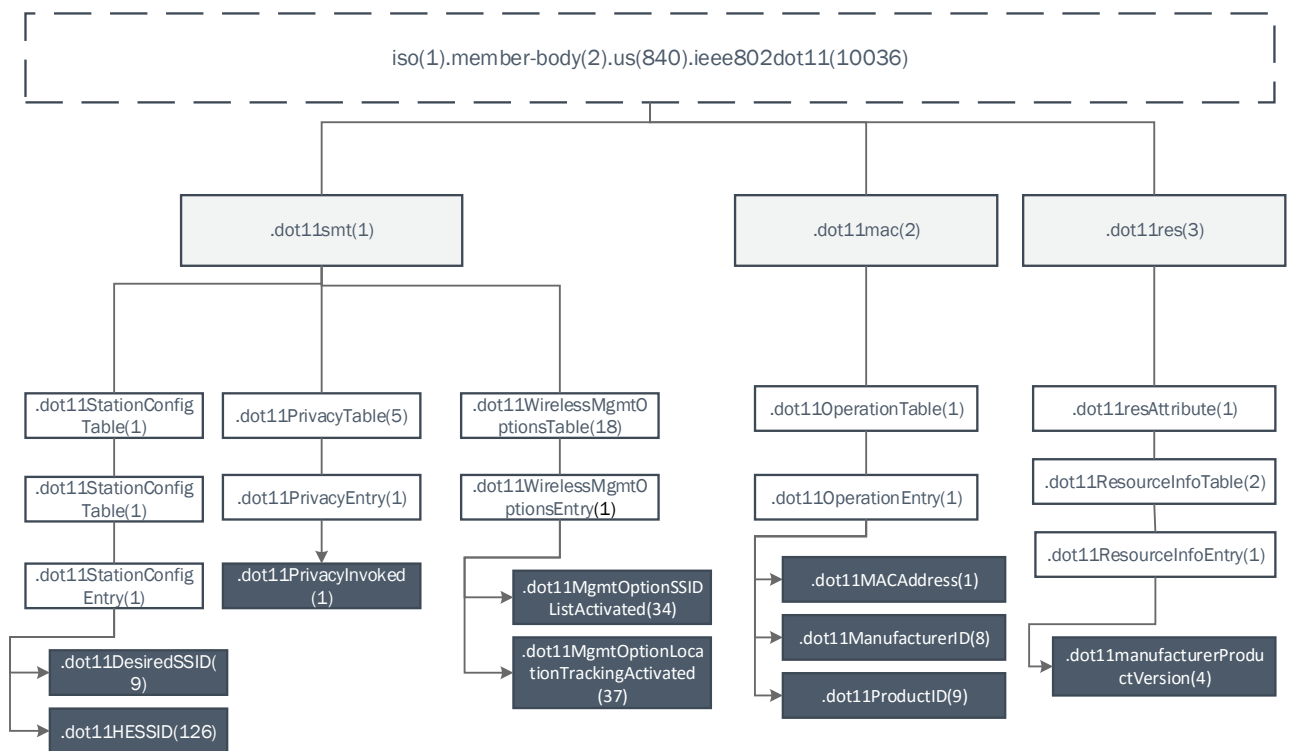 iso(1).member-body(2).us(840).ieee802dot11(10036)
.dot11smt(1)
.dot11mac(2)
.dot11res(3)
.dot11StationConfig
Table(1)
.dot11PrivacyTable(5)
.dot11WirelessMgmtO
ptionsTable(18)
.dot11OperationTable(1)
.dot11resAttribute(1)
.dot11StationConfig
Table(1)
.dot11PrivacyEntry(1)
.dot11WirelessMgmtO
ptionsEntry(1)
.dot11OperationEntry(1)
.dot11ResourceInfoTable(2)
.dot11ResourceInfoEntry(1)
.dot11StationConfig
Entry(1)
.dot11PrivacyInvoked
(1)
.dot11MgmtOptionSSID
ListActivated(34)
.dot11MACAddress(1)
.dot11ManufacturerID(8)
.dot11DesiredSSID(
9)
.dot11MgmtOptionLoca
tionTrackingActivated
(37)
.dot11manufacturerProdu
ctVersion(4)
.dot11ProductID(9)
.dot11HESSID(126)